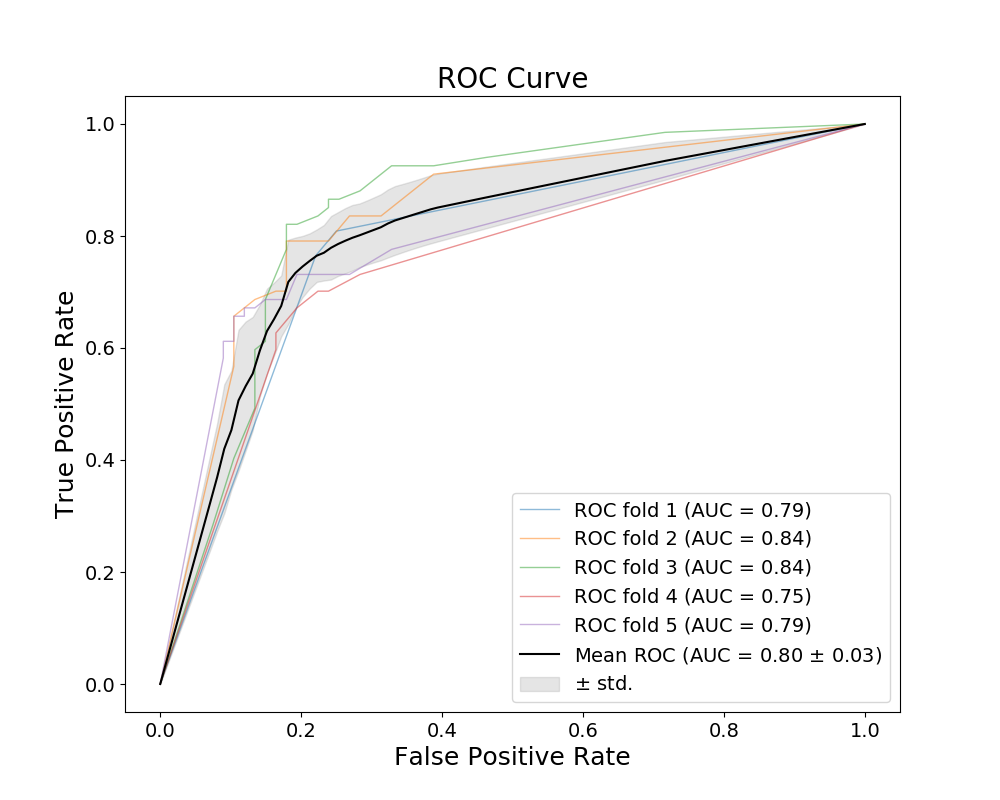 ROC Curve
True Positive Rate
1.0
0.8
0.6
0.4
0.2
0.0
ROC fold 1 (AUC = 0.79)
ROC fold 2 (AUC = 0.84)
ROC fold 3 (AUC = 0.84)
ROC fold 4 (AUC = 0.75)
ROC fold 5 (AUC = 0.79)
Mean ROC (AUC = 0.80 ± 0.03)
± std.
0.0 0.2 0.4 0.6 0.8 1.0
False Positive Rate